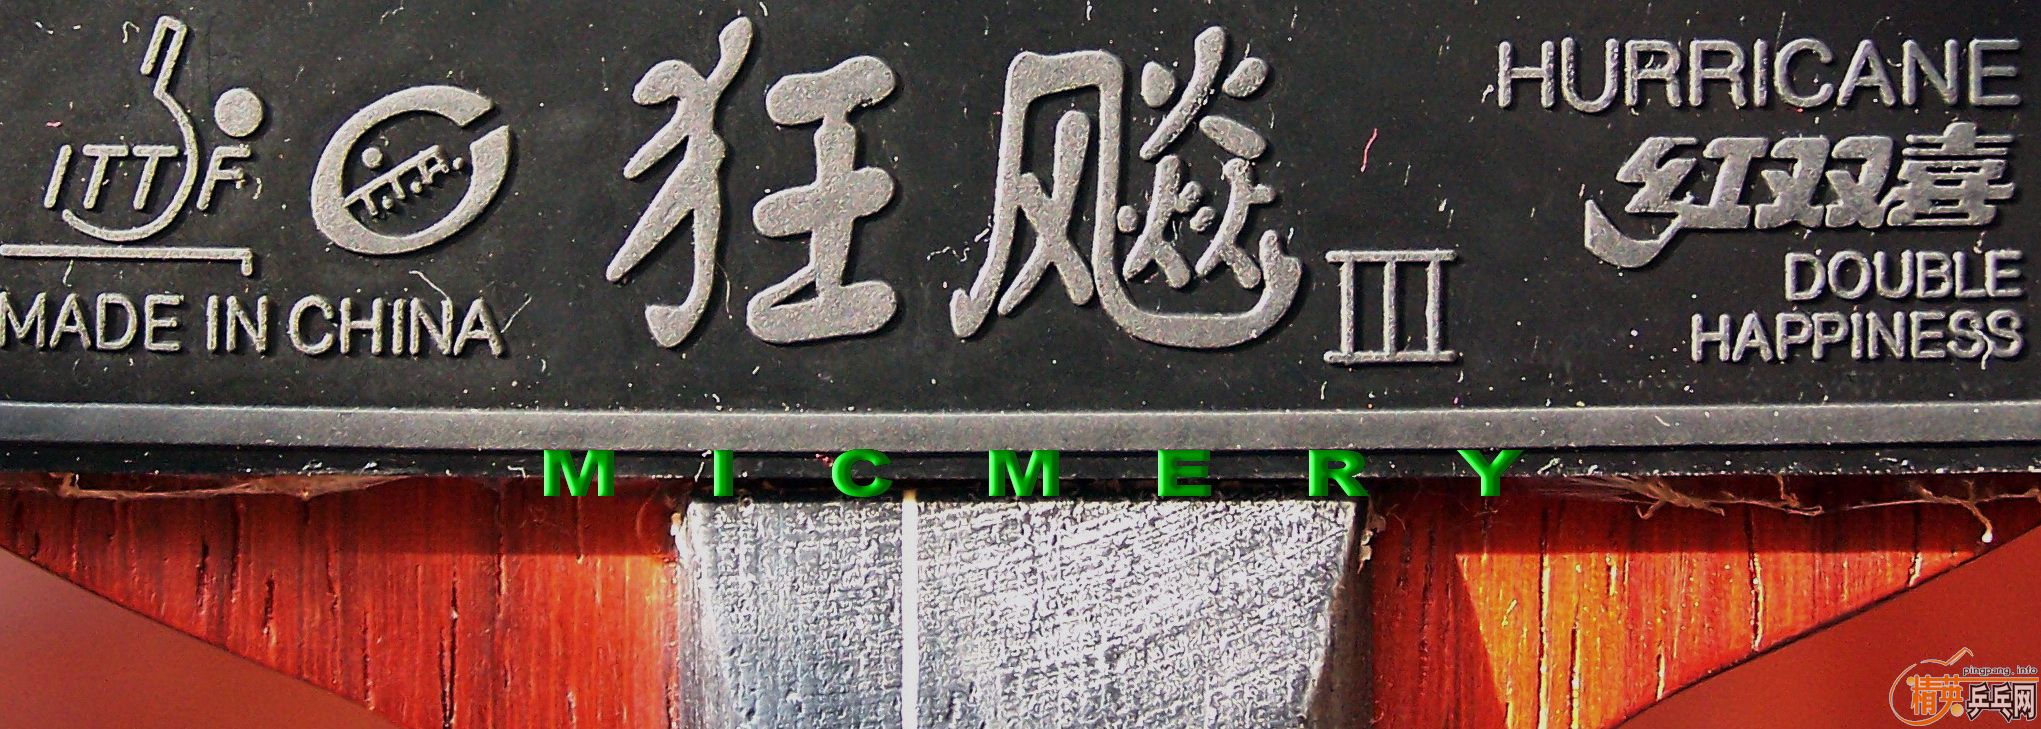 ITTF
T.T.A.
MADE IN CHINA
狂飚 III
HURRICANE
红双喜
DOUBLE
HAPPINESS
MICMERY
pingpang.info
精英乒乓网